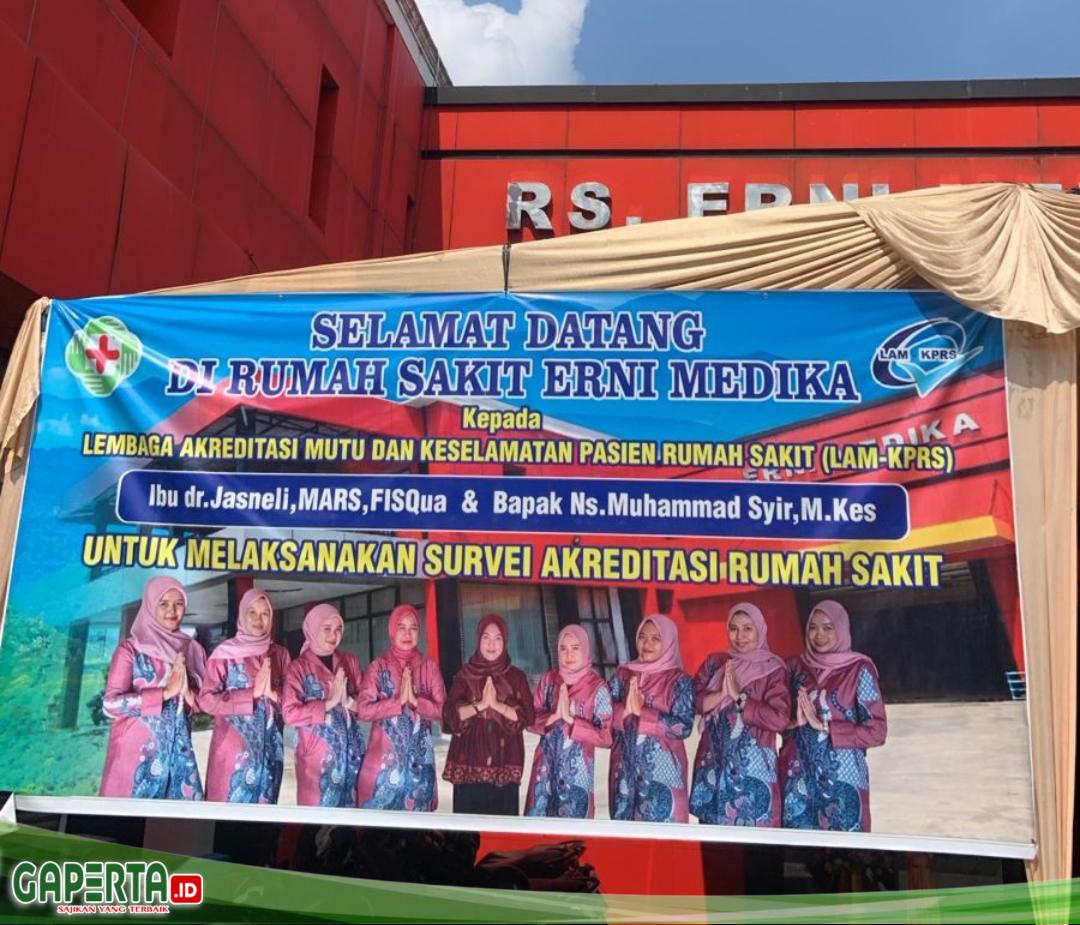 RS. ERNI
SELAMAT DATANG
DI RUMAH SAKIT ERNI MEDIKA
LAM KPRS
Kepada
LEMBAGA AKREDITASI MUTU DAN KESELAMATAN PASIEN RUMAH SAKIT (LAM-KPRS)
Ibu dr.Jasneli,MARS,FISQua & Bapak Ns.Muhammad Syir,M.Kes
UNTUK MELAKSANAKAN SURVEI AKREDITASI RUMAH SAKIT
GAPERTA.ID
SAJIKAN YANG TERBAIK